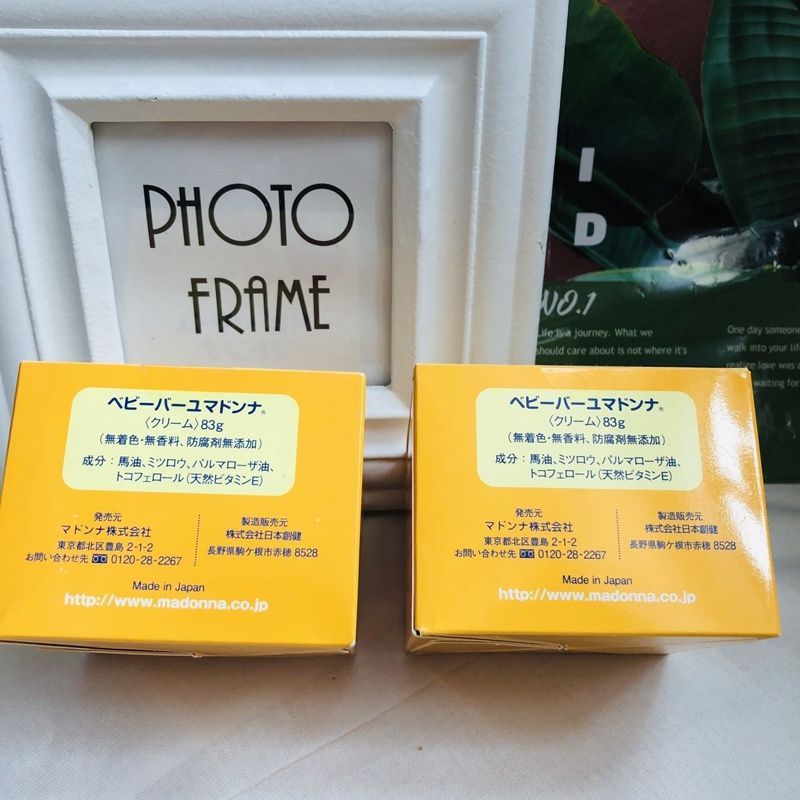 PHOTO
FRAME
I
D
NO.1
Life is a journey. What we
should care about is not where it's
One day someone
walk into your life
realize love was a
waiting for
ベビーバーユマドンナ®
〈クリーム〉83g
(無着色・無香料、防腐剤無添加)
成分:馬油、ミツロウ、パルマローザ油、
トコフェロール(天然ビタミンE)
発売元
マドンナ株式会社
東京都北区豊島 2-1-2
お問い合わせ先 0120-28-2267
製造販売元
株式会社日本創健
長野県駒ケ根市赤穂 8528
Made in Japan
http://www.madonna.co.jp
ベビーバーユマドンナ®
〈クリーム〉83g
(無着色・無香料、防腐剤無添加)
成分:馬油、ミツロウ、パルマローザ油、
トコフェロール(天然ビタミンE)
発売元
マドンナ株式会社
東京都北区豊島 2-1-2
お問い合わせ先 0120-28-2267
製造販売元
株式会社日本創健
長野県駒ケ根市赤穂 8528
Made in Japan
http://www.madonna.co.jp